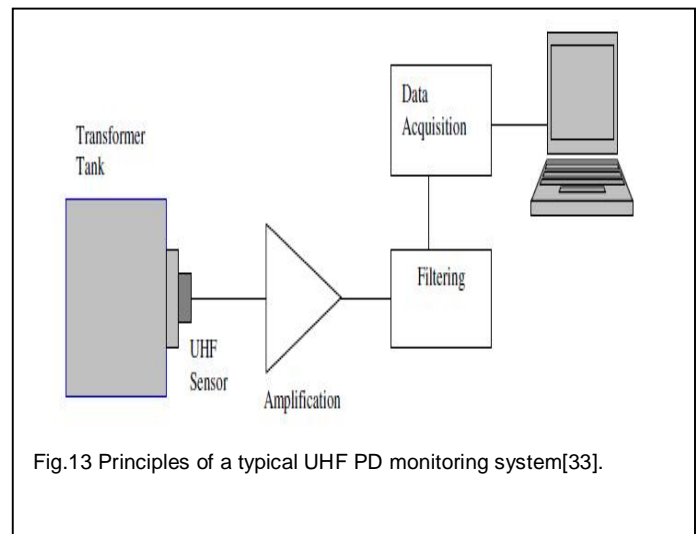 Transformer
Tank
UHF
Sensor
Amplification
Filtering
Data
Acquisition
Fig.13 Principles of a typical UHF PD monitoring system[33].